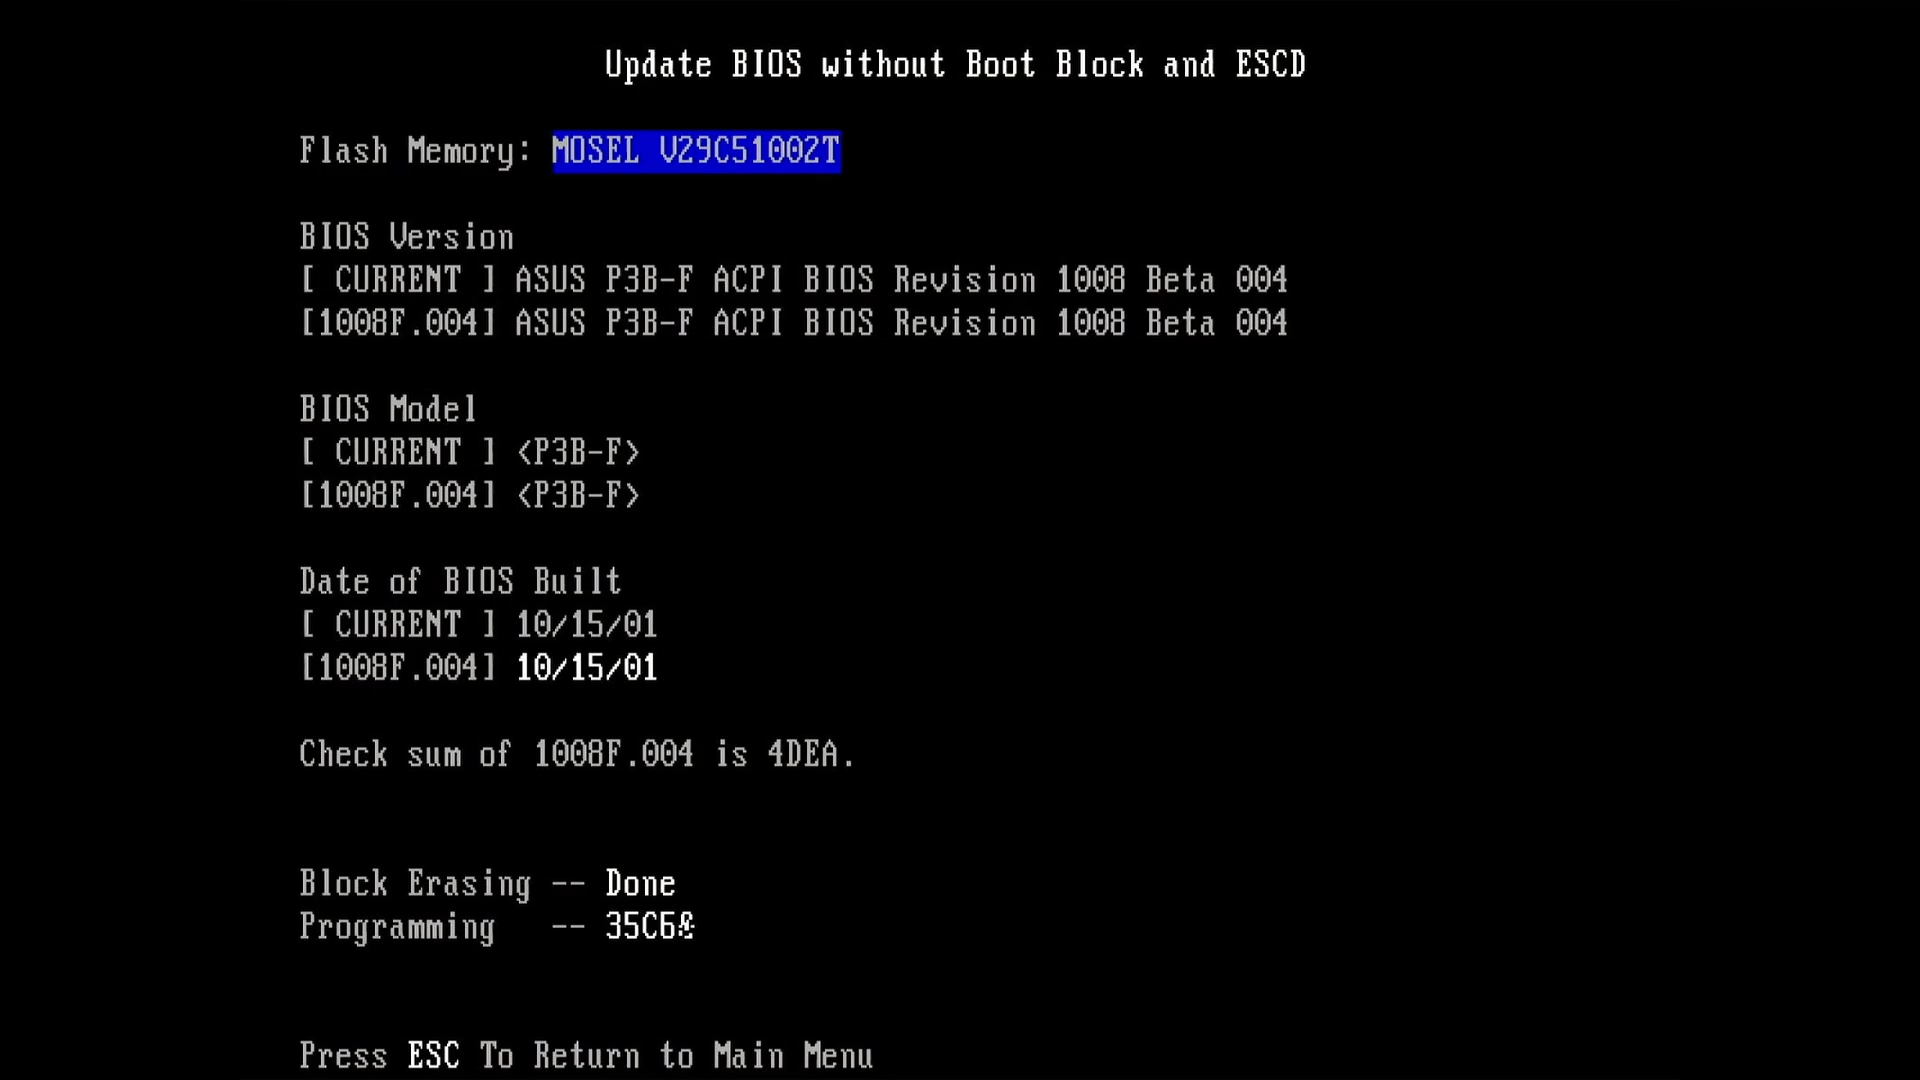 Update BIOS without Boot Block and ESCD
Flash Memory: MOSEL V29C51002T
BIOS Version
[ CURRENT ] ASUS P3B-F ACPI BIOS Revision 1008 Beta 004
[1008F.004] ASUS P3B-F ACPI BIOS Revision 1008 Beta 004
BIOS Model
[ CURRENT ] <P3B-F>
[1008F.004] <P3B-F>
Date of BIOS Built
[ CURRENT ] 10/15/01
[1008F.004] 10/15/01
Check sum of 1008F.004 is 4DEA.
Block Erasing -- Done
Programming --
Press ESC To Return to Main Menu